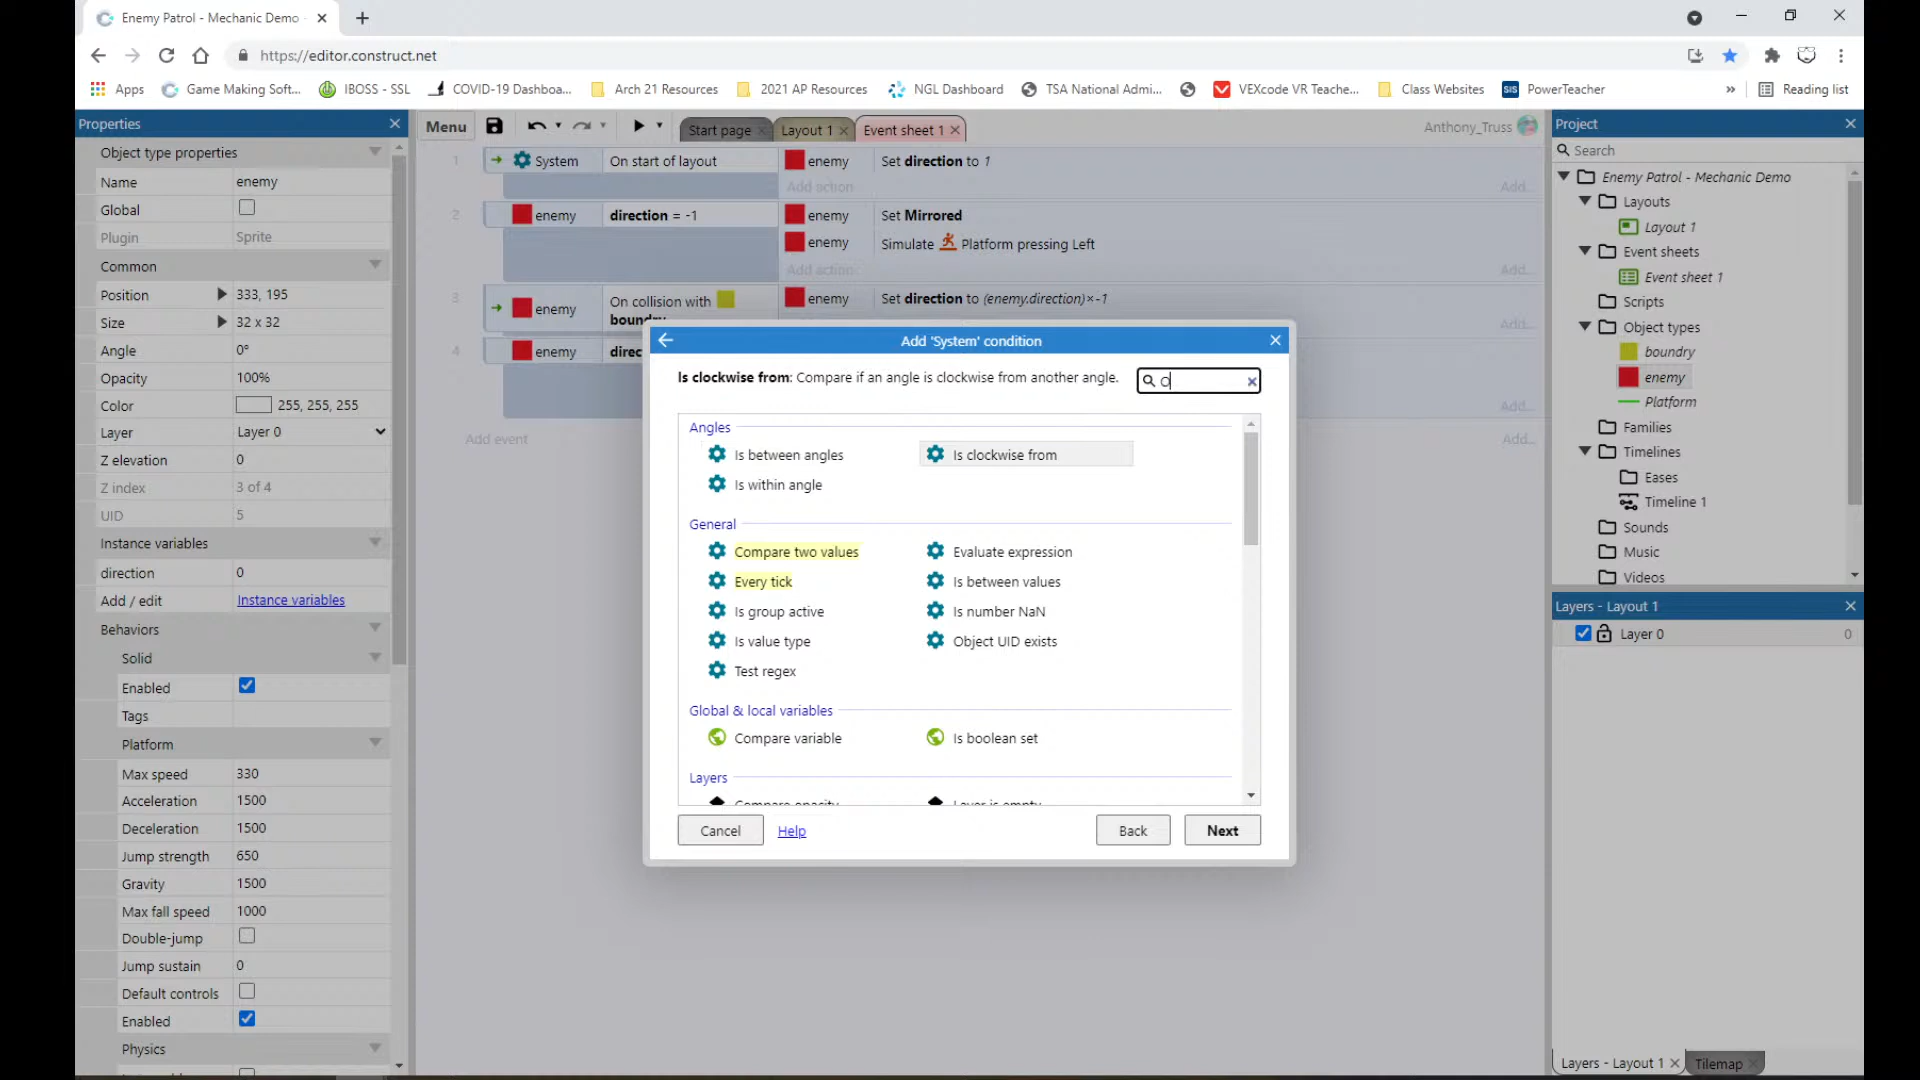 Enemy Patrol - Mechanic Demo
https://editor.construct.net
Apps
Game Making Soft...
IBOSS - SSL
COVID-19 Dashboa...
Arch 21 Resources
2021 AP Resources
NGL Dashboard
TSA National Admi...
VEXcode VR Teache...
Class Websites
SIS PowerTeacher
»
Reading list
Properties
Object type properties
Name enemy
Global
Plugin Sprite
Common
Position 333, 195
Size 32 x 32
Angle 0°
Opacity 100%
Color 255, 255, 255
Layer Layer 0
Z elevation 0
Z index 3 of 4
UID 5
Instance variables
direction 0
Add / edit Instance variables
Behaviors
Solid
Enabled
Tags
Platform
Max speed 330
Acceleration 1500
Deceleration 1500
Jump strength 650
Gravity 1500
Max fall speed 1000
Double-jump
Jump sustain 0
Default controls
Enabled
Physics
Menu
Start page
Layout 1
Event sheet 1
Anthony_Truss
1 System On start of layout enemy Set direction to 1
Add action Add...
2 enemy direction = -1 enemy Set Mirrored
enemy Simulate Platform pressing Left
Add action Add...
3 enemy On collision with boundry enemy Set direction to (enemy.direction)×-1
Add...
4 enemy direc
Add...
Add event Add...
Add 'System' condition
Is clockwise from: Compare if an angle is clockwise from another angle.
Angles
Is between angles Is clockwise from
Is within angle
General
Compare two values Evaluate expression
Every tick Is between values
Is group active Is number NaN
Is value type Object UID exists
Test regex
Global & local variables
Compare variable Is boolean set
Layers
Compare opacity Layer is empty
Cancel Help Back Next
Project
Search
Enemy Patrol - Mechanic Demo
Layouts
Layout 1
Event sheets
Event sheet 1
Scripts
Object types
boundry
enemy
Platform
Families
Timelines
Eases
Timeline 1
Sounds
Music
Videos
Layers - Layout 1
Layer 0 0
Layers - Layout 1
Tilemap